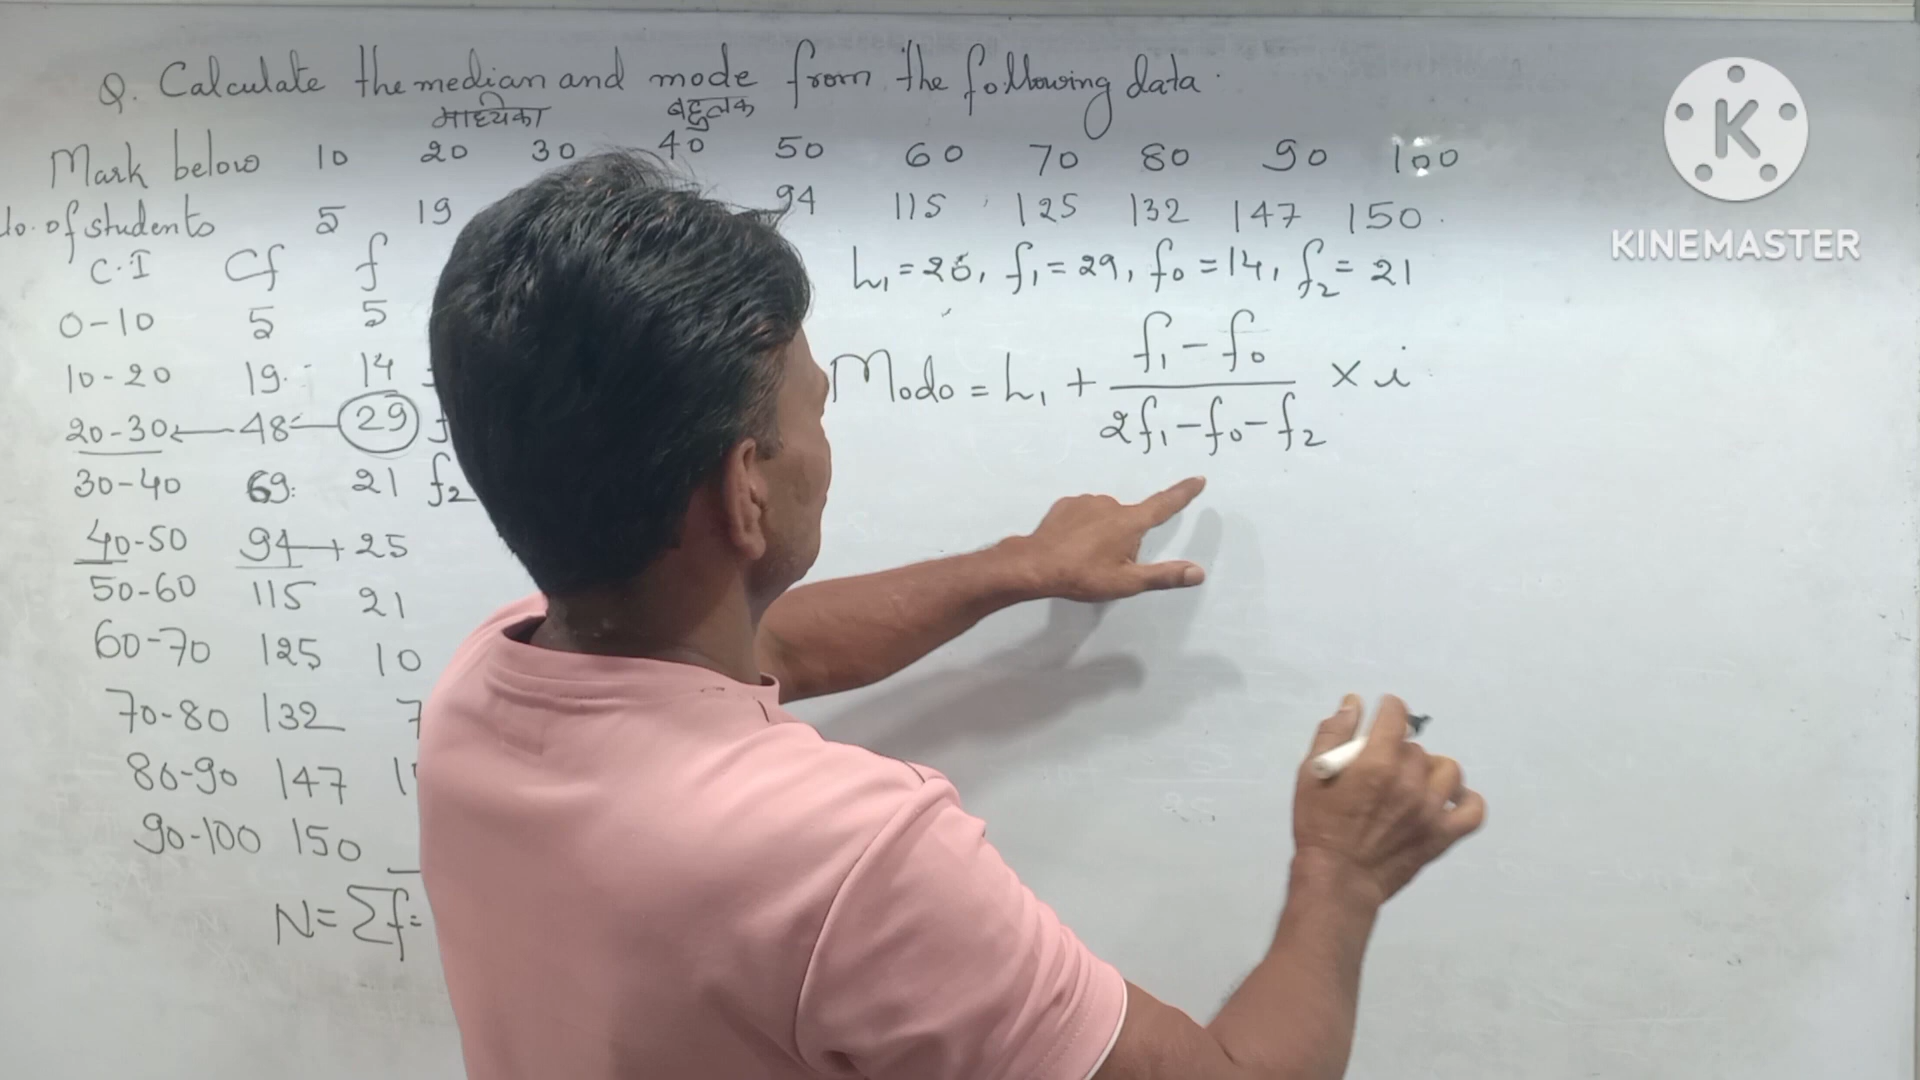 Q. Calculate the median and mode from the following data.
माध्यिका बहुलक
Mark below 10 20 30 40 50 60 70 80 90 100
No. of students 5 19 94 115 125 132 147 150
C.I Cf f
L₁ = 20, f₁ = 29, f₀ = 14, f₂ = 21
0-10 5 5
10-20 19 14
20-30 48 29
30-40 69 21 f₂
40-50 94 25
50-60 115 21
60-70 125 10
70-80 132 7
80-90 147
90-100 150
N = Σf =
Mode = L₁ + (f₁ - f₀) / (2f₁ - f₀ - f₂) × i
K
KINEMASTER